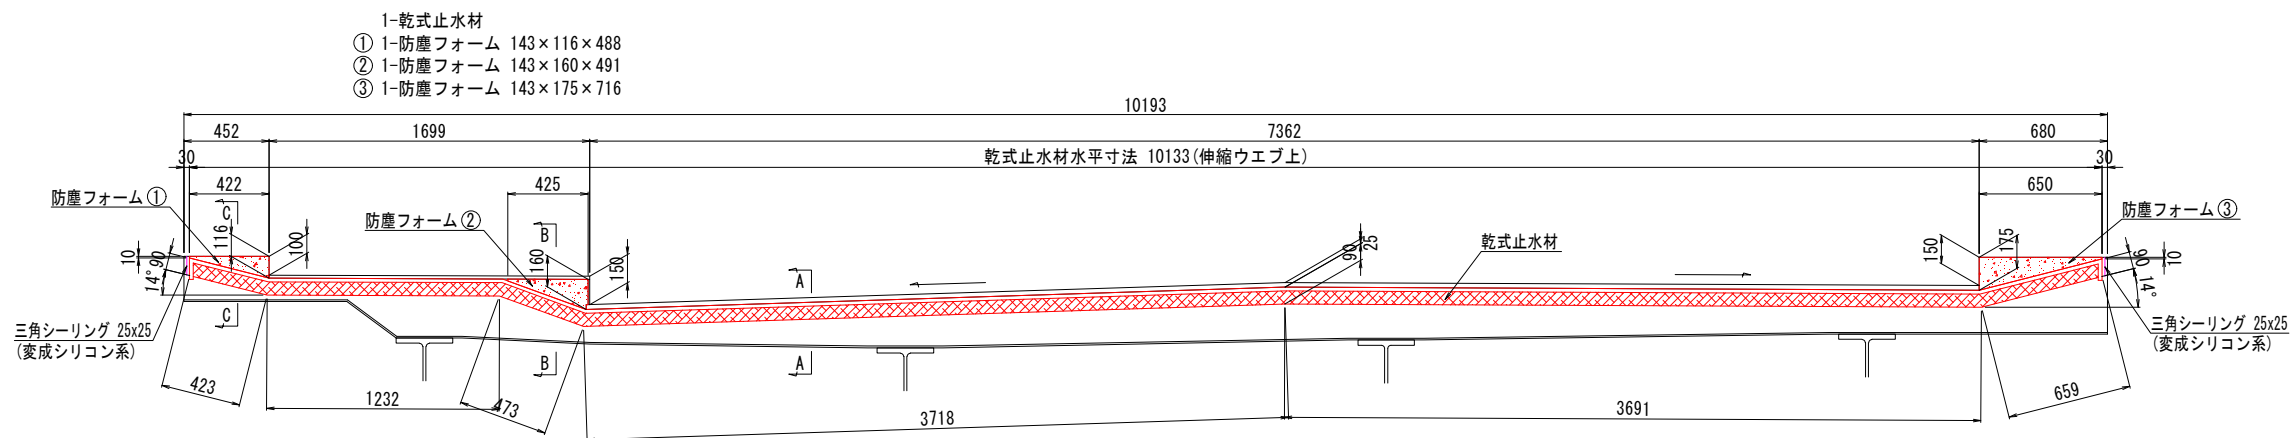 1-乾式止水材
① 1-防塵フォーム 143×116×488
② 1-防塵フォーム 143×160×491
③ 1-防塵フォーム 143×175×716
10193
452
1699
7362
680
30
乾式止水材水平寸法 10133(伸縮ウエブ上)
30
422
425
650
防塵フォーム①
C
116
100
防塵フォーム②
B
160
150
A
90
25
乾式止水材
150
175
防塵フォーム③
10
90
14°
90
10
14°
三角シーリング 25x25
(変成シリコン系)
C
B
A
三角シーリング 25x25
(変成シリコン系)
423
1232
473
3718
3691
659